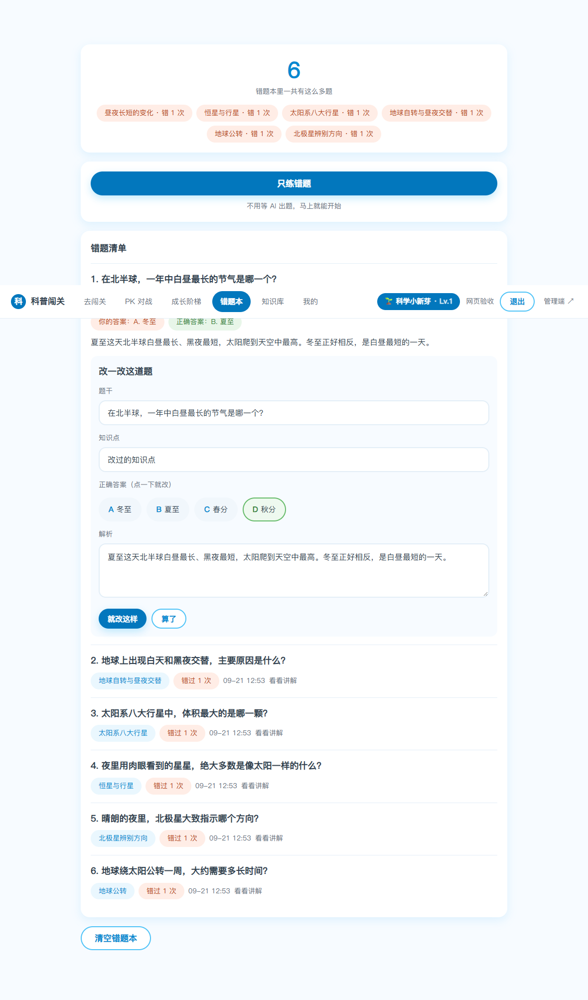 6
错题本里一共有这么多题
昼夜长短的变化 · 错 1 次 恒星与行星 · 错 1 次 太阳系八大行星 · 错 1 次 地球自转与昼夜交替 · 错 1 次
地球公转 · 错 1 次 北极星辨别方向 · 错 1 次
只练错题
不用等 AI 出题，马上就能开始
错题清单
1. 在北半球，一年中白昼最长的节气是哪一个？
科 科普闯关 去闯关 PK 对战 成长阶梯 错题本 知识库 我的 科学小新芽 · Lv.1 网页验收 退出 管理端 ↗
你的答案：A. 冬至 正确答案：B. 夏至
夏至这天北半球白昼最长、黑夜最短，太阳爬到天空中最高。冬至正好相反，是白昼最短的一天。
改一改这道题
题干
在北半球，一年中白昼最长的节气是哪一个？
知识点
改过的知识点
正确答案（点一下就改）
A 冬至 B 夏至 C 春分 D 秋分
解析
夏至这天北半球白昼最长、黑夜最短，太阳爬到天空中最高。冬至正好相反，是白昼最短的一天。
就改这样 算了
2. 地球上出现白天和黑夜交替，主要原因是什么？
地球自转与昼夜交替 错过 1 次 09-21 12:53 看看讲解
3. 太阳系八大行星中，体积最大的是哪一颗？
太阳系八大行星 错过 1 次 09-21 12:53 看看讲解
4. 夜里用肉眼看到的星星，绝大多数是像太阳一样的什么？
恒星与行星 错过 1 次 09-21 12:53 看看讲解
5. 晴朗的夜里，北极星大致指示哪个方向？
北极星辨别方向 错过 1 次 09-21 12:53 看看讲解
6. 地球绕太阳公转一周，大约需要多长时间？
地球公转 错过 1 次 09-21 12:53 看看讲解
清空错题本